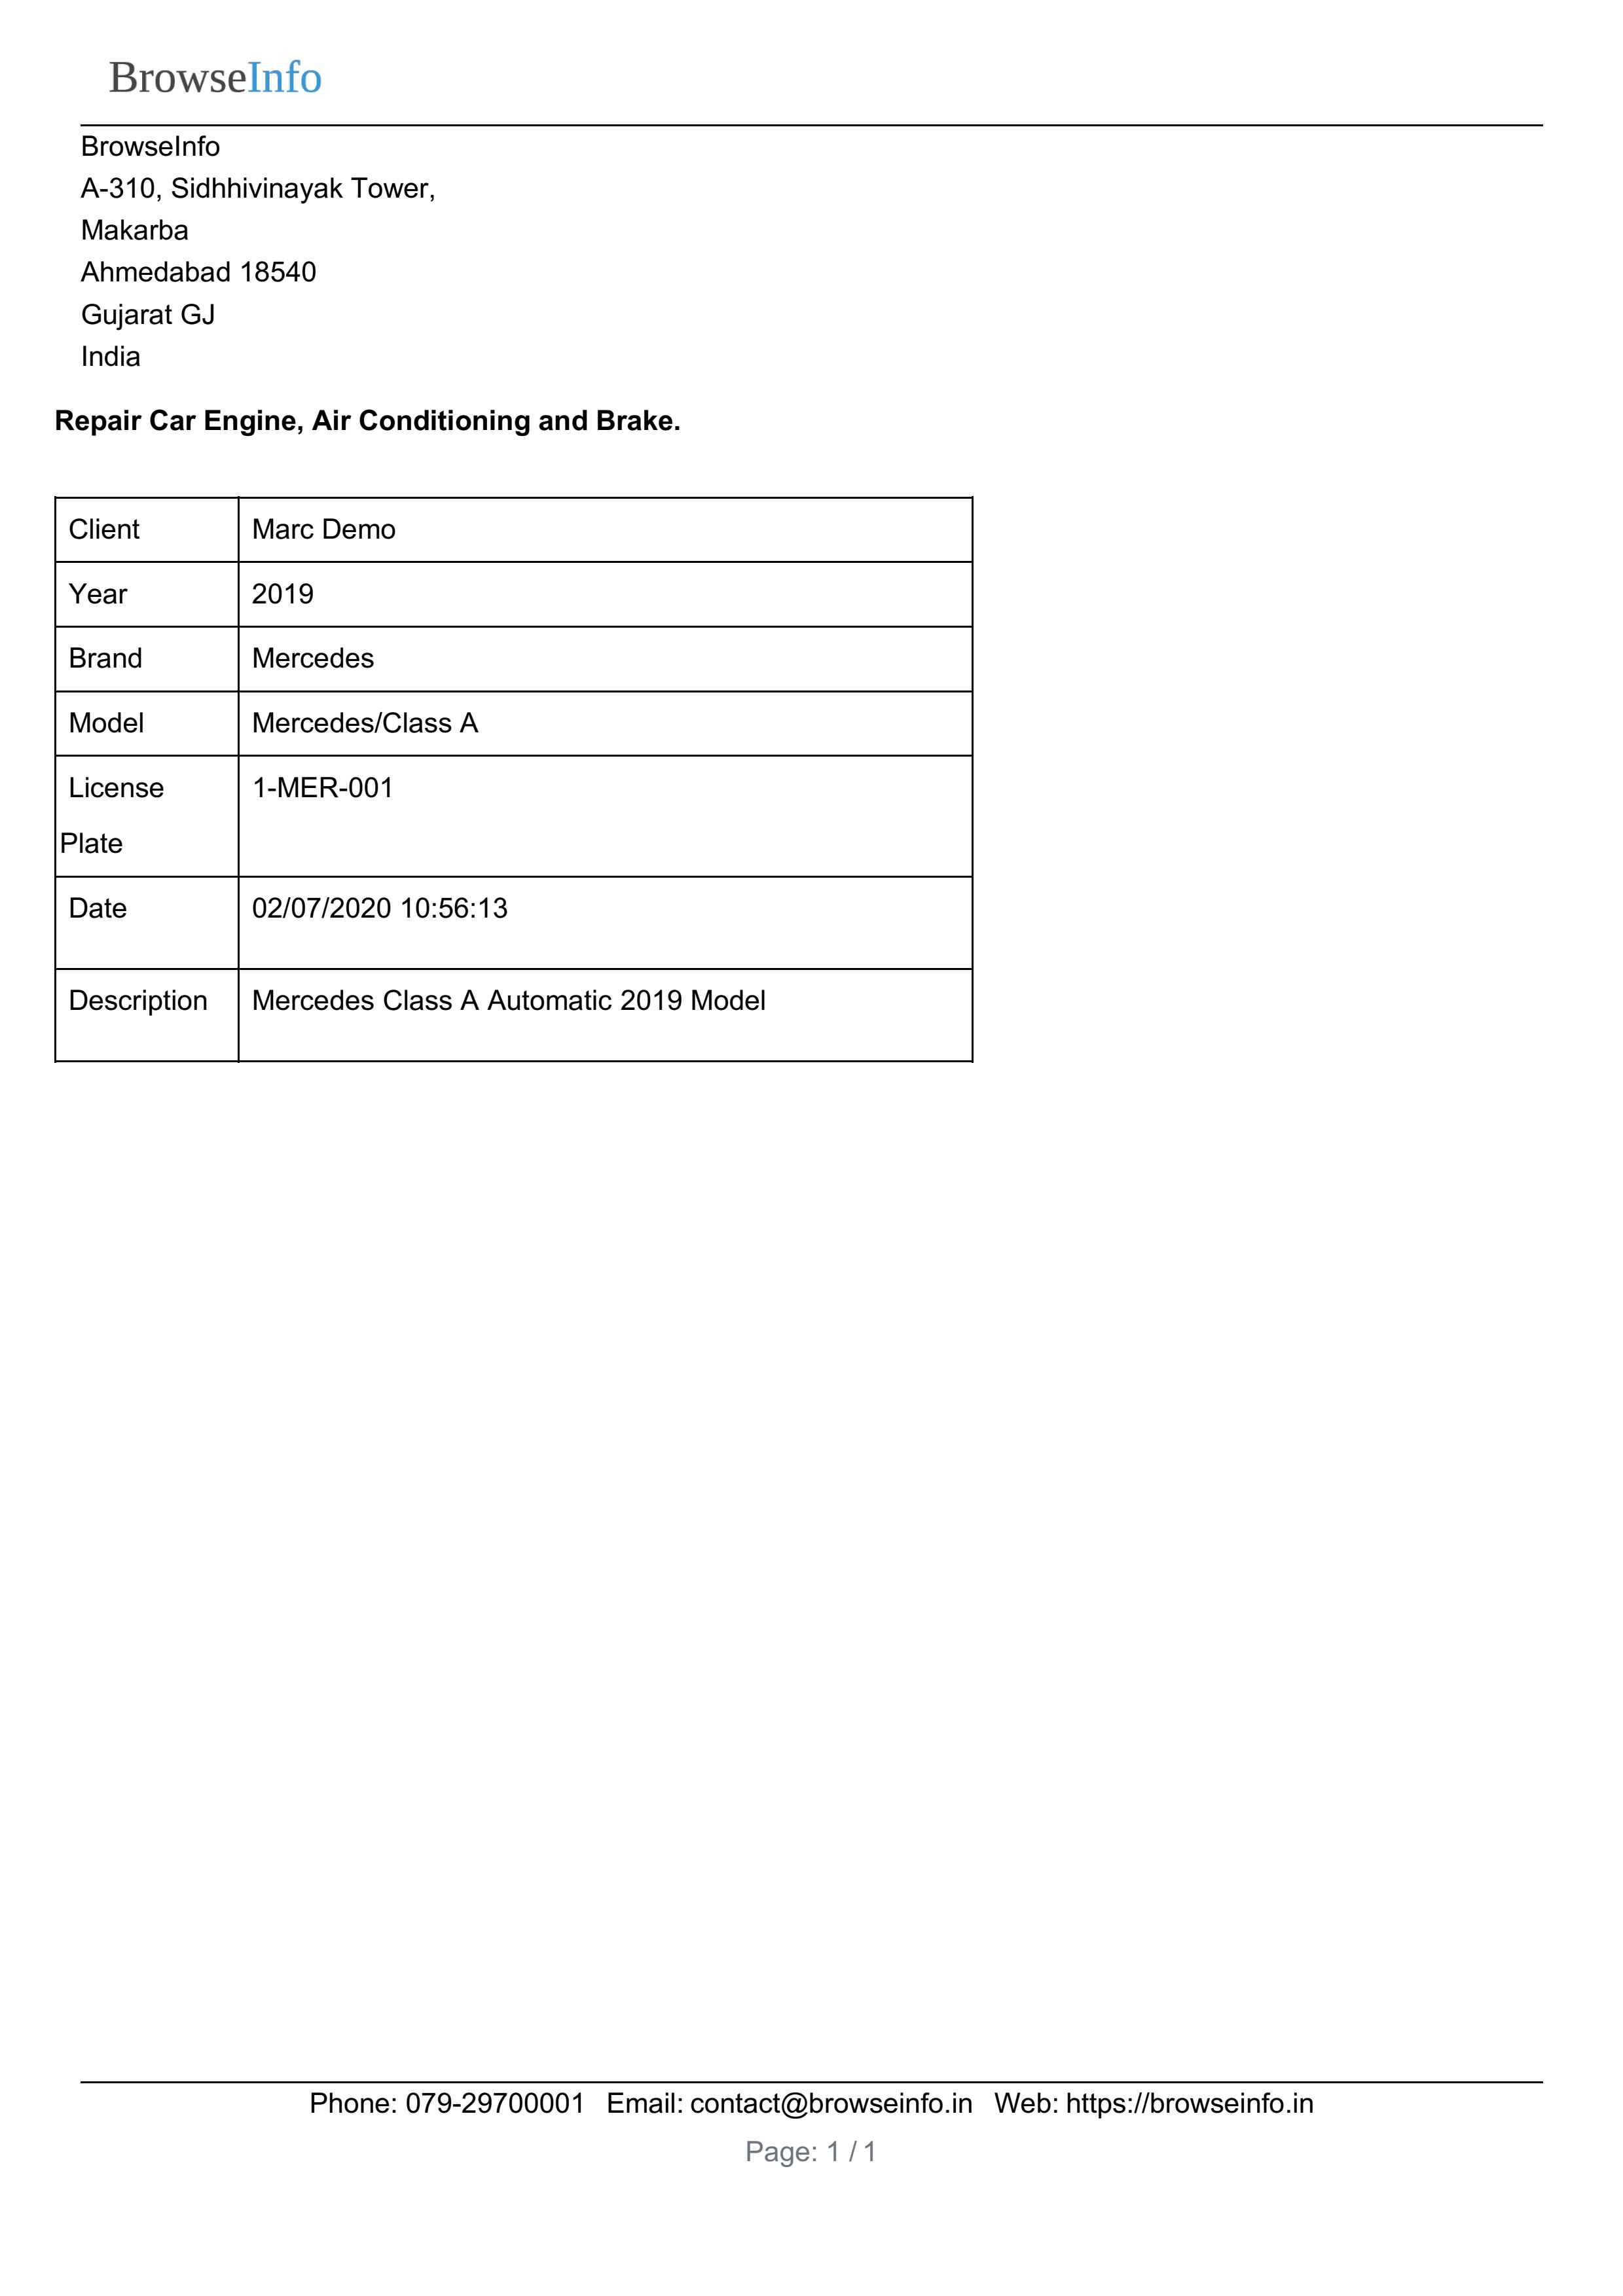 BrowseInfo
BrowseInfo
A-310, Sidhhivinayak Tower,
Makarba
Ahmedabad 18540
Gujarat GJ
India
Repair Car Engine, Air Conditioning and Brake.
Client Marc Demo
Year 2019
Brand Mercedes
Model Mercedes/Class A
License 1-MER-001
Plate
Date 02/07/2020 10:56:13
Description Mercedes Class A Automatic 2019 Model
Phone: 079-29700001 Email: contact@browseinfo.in Web: https://browseinfo.in
Page: 1 / 1